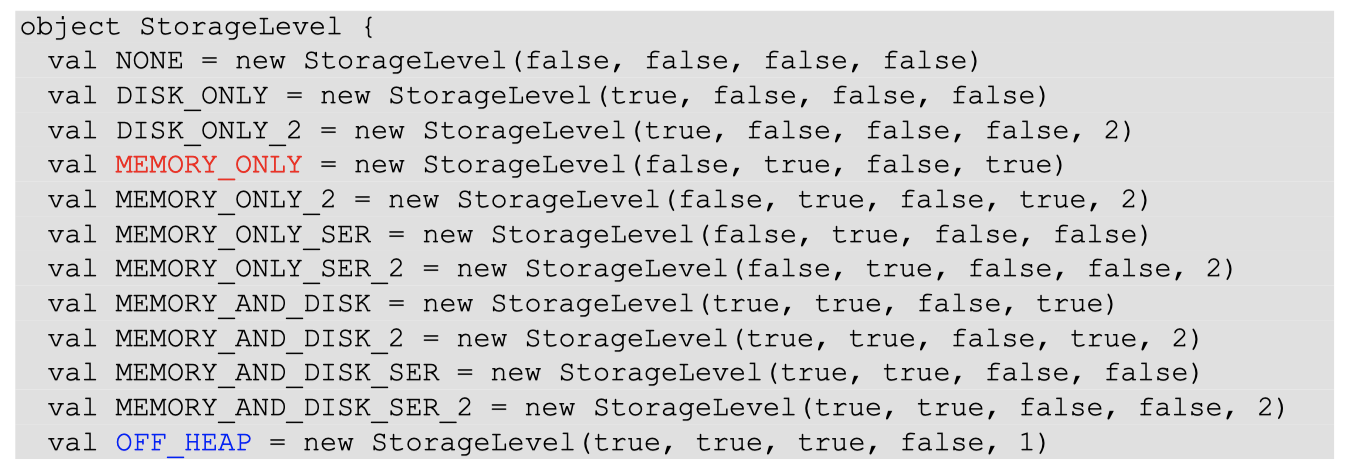 object StorageLevel {
  val NONE = new StorageLevel(false, false, false, false)
  val DISK_ONLY = new StorageLevel(true, false, false, false)
  val DISK_ONLY_2 = new StorageLevel(true, false, false, false, 2)
  val MEMORY_ONLY = new StorageLevel(false, true, false, true)
  val MEMORY_ONLY_2 = new StorageLevel(false, true, false, true, 2)
  val MEMORY_ONLY_SER = new StorageLevel(false, true, false, false)
  val MEMORY_ONLY_SER_2 = new StorageLevel(false, true, false, false, 2)
  val MEMORY_AND_DISK = new StorageLevel(true, true, false, true)
  val MEMORY_AND_DISK_2 = new StorageLevel(true, true, false, true, 2)
  val MEMORY_AND_DISK_SER = new StorageLevel(true, true, false, false)
  val MEMORY_AND_DISK_SER_2 = new StorageLevel(true, true, false, false, 2)
  val OFF_HEAP = new StorageLevel(true, true, true, false, 1)